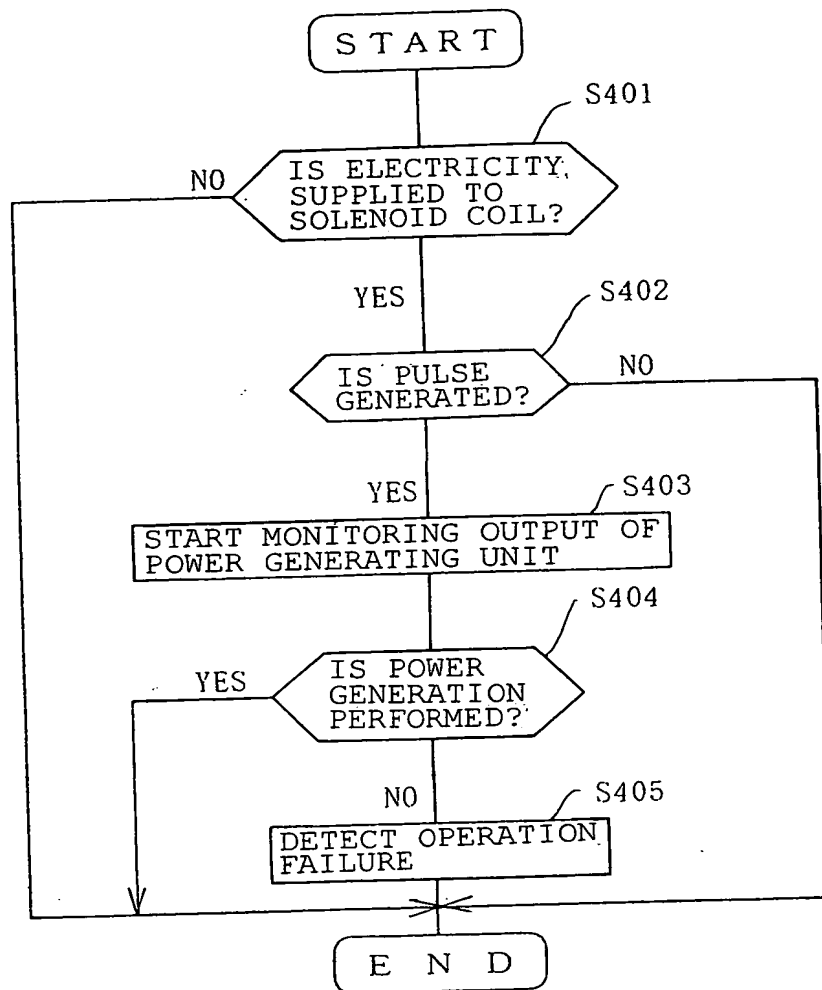 START
S401
IS ELECTRICITY
SUPPLIED TO
SOLENOID COIL?
NO
YES
S402
IS PULSE
GENERATED?
NO
YES
S403
START MONITORING OUTPUT OF
POWER GENERATING UNIT
S404
IS POWER
GENERATION
PERFORMED?
YES
NO
S405
DETECT OPERATION
FAILURE
END